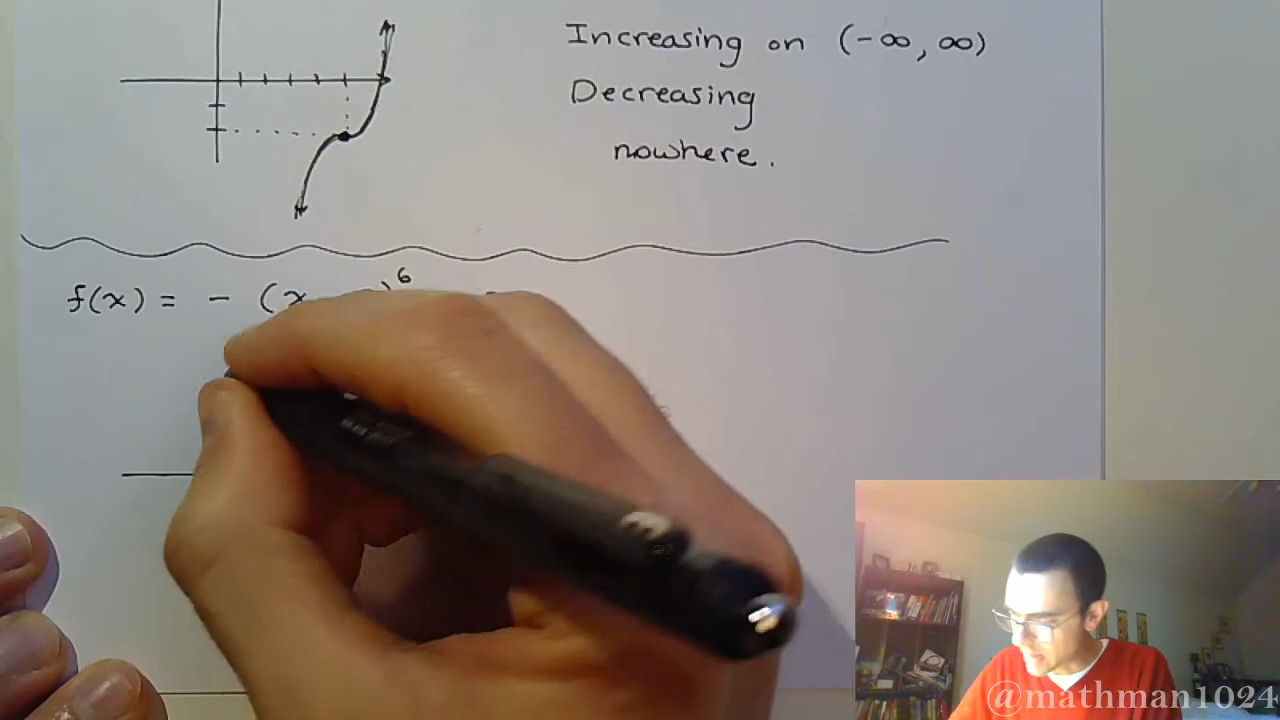 Increasing on (-∞, ∞)
Decreasing
nowhere.
f(x) = - (x )⁶
@mathman1024